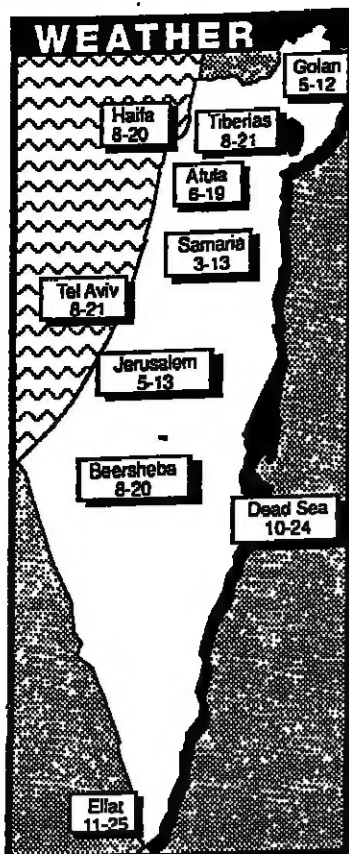 WEATHER
Golan
5-12
Haifa
8-20
Tiberias
8-21
Afula
6-19
Samaria
3-13
Tel Aviv
8-21
Jerusalem
5-13
Beersheba
8-20
Dead Sea
10-24
Eilat
11-25